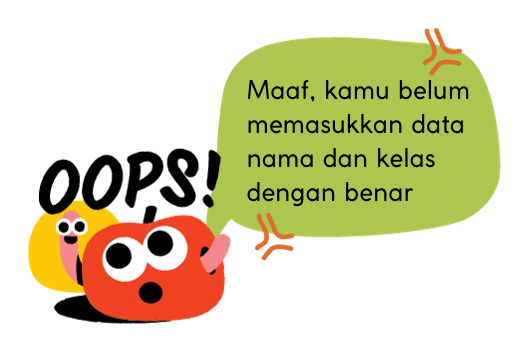 OOPS!
Maaf, kamu belum
memasukkan data
nama dan kelas
dengan benar